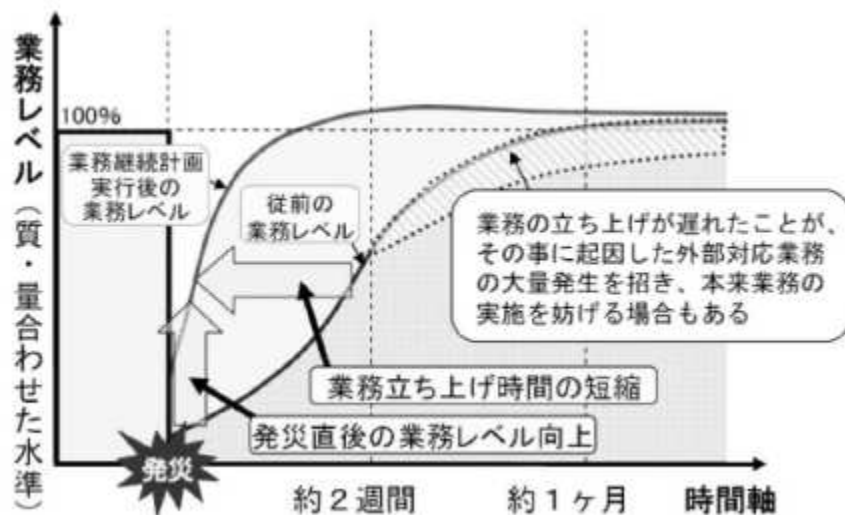 業務レベル（質・量合わせた水準）
100%
業務継続計画
実行後の
業務レベル
従前の
業務レベル
業務の立ち上げが遅れたことが、
その事に起因した外部対応業務
の大量発生を招き、本来業務の
実施を妨げる場合もある
業務立ち上げ時間の短縮
発災直後の業務レベル向上
発災
約２週間
約１ヶ月
時間軸